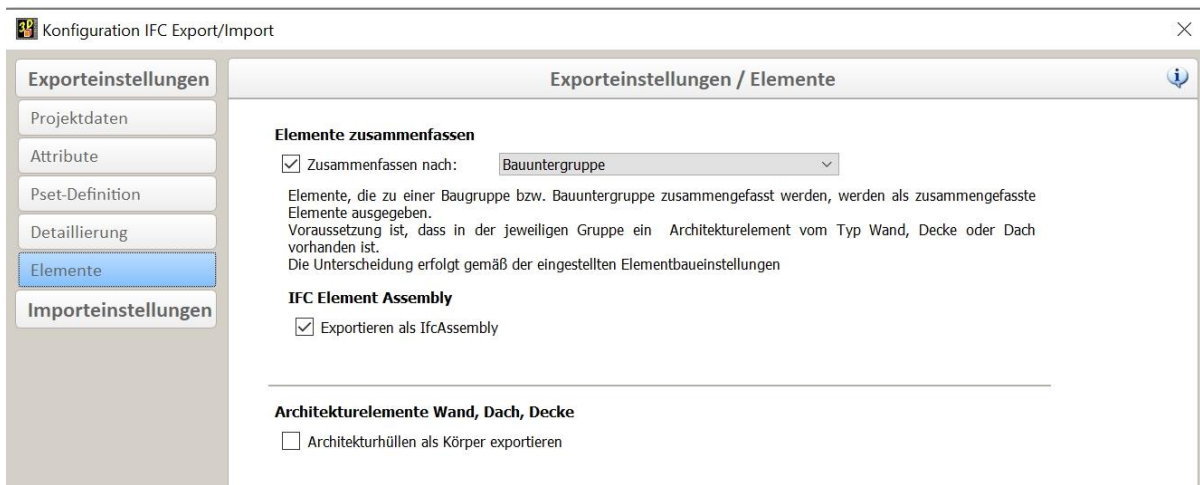 Konfiguration IFC Export/Import
Exporteinstellungen
Projektdaten
Attribute
Pset-Definition
Detaillierung
Elemente
Importeinstellungen
Exporteinstellungen / Elemente
Elemente zusammenfassen
Zusammenfassen nach: Bauuntergruppe
Elemente, die zu einer Baugruppe bzw. Bauuntergruppe zusammengefasst werden, werden als zusammengefasste
Elemente ausgegeben.
Voraussetzung ist, dass in der jeweiligen Gruppe ein Architekturelement vom Typ Wand, Decke oder Dach
vorhanden ist.
Die Unterscheidung erfolgt gemäß der eingestellten Elementbaueinstellungen
IFC Element Assembly
Exportieren als IfcAssembly
Architekturelemente Wand, Dach, Decke
Architekturhüllen als Körper exportieren